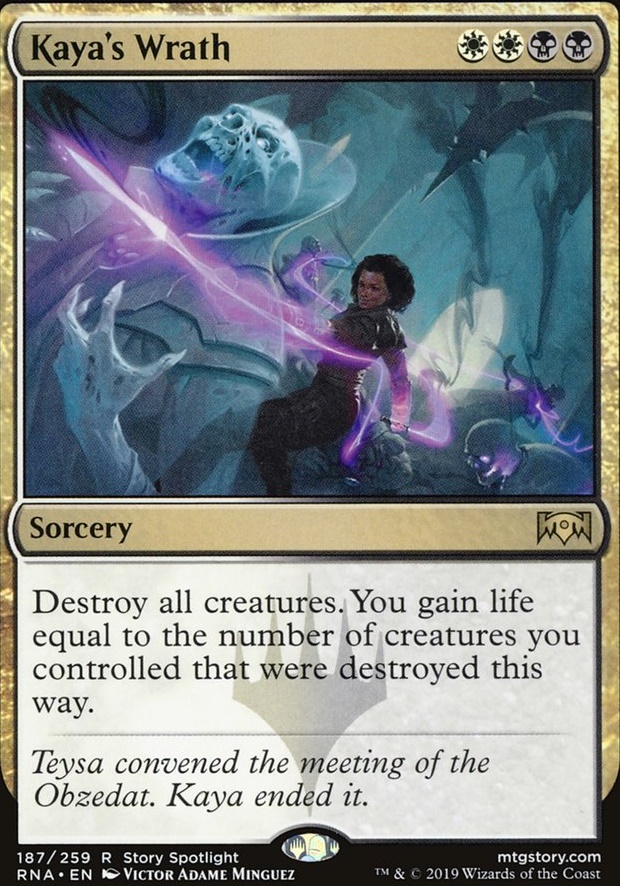 Kaya's Wrath
Sorcery
Destroy all creatures. You gain life
equal to the number of creatures you
controlled that were destroyed this
way.
Teysa convened the meeting of the
Obzedat. Kaya ended it.
187/259 R Story Spotlight
mtgstory.com
RNA • EN Victor Adame Minguez
™ & © 2019 Wizards of the Coast